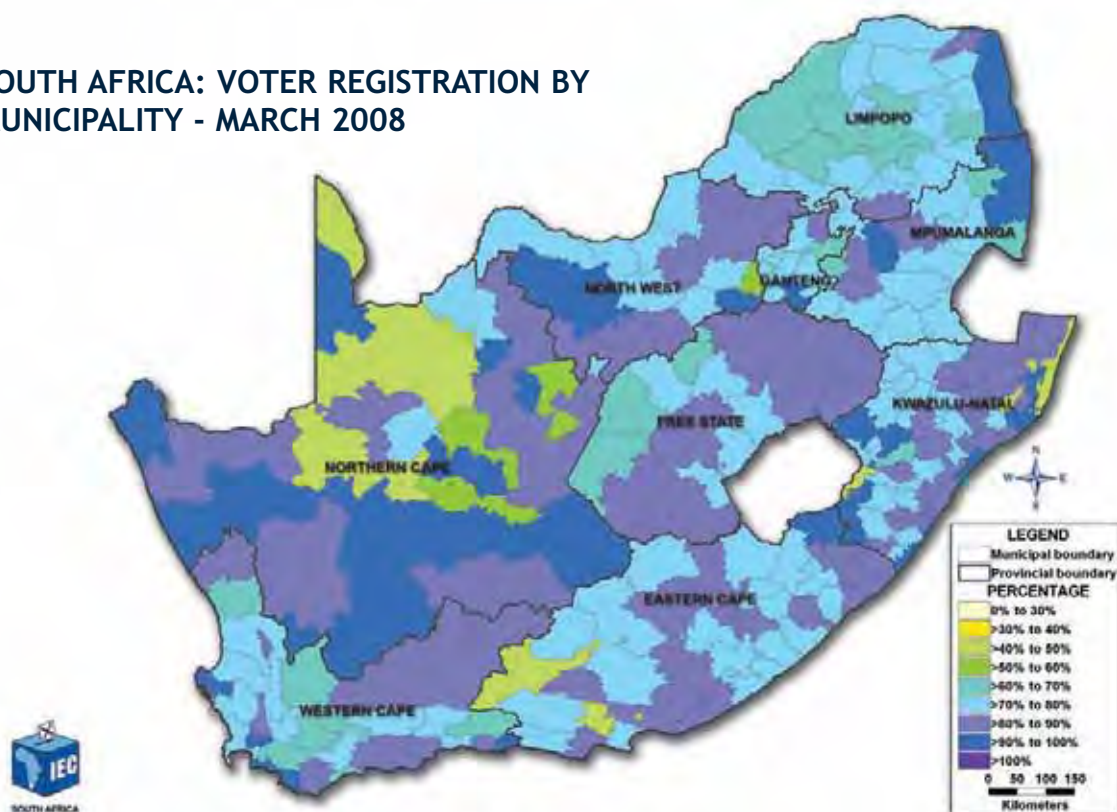 OUTH AFRICA: VOTER REGISTRATION BY
UNICIPALITY - MARCH 2008
LIMPOPO
MPUMALANGA
NORTH WEST
GAUTENG
KWAZULU-NATAL
FREE STATE
NORTHERN CAPE
N
W E
S
EASTERN CAPE
WESTERN CAPE
LEGEND
Municipal boundary
Provincial boundary
PERCENTAGE
0% to 30%
>30% to 40%
>40% to 50%
>50% to 60%
>60% to 70%
>70% to 80%
>80% to 90%
>90% to 100%
>100%
0 50 100 150
Kilometers
IEC
SOUTH AFRICA